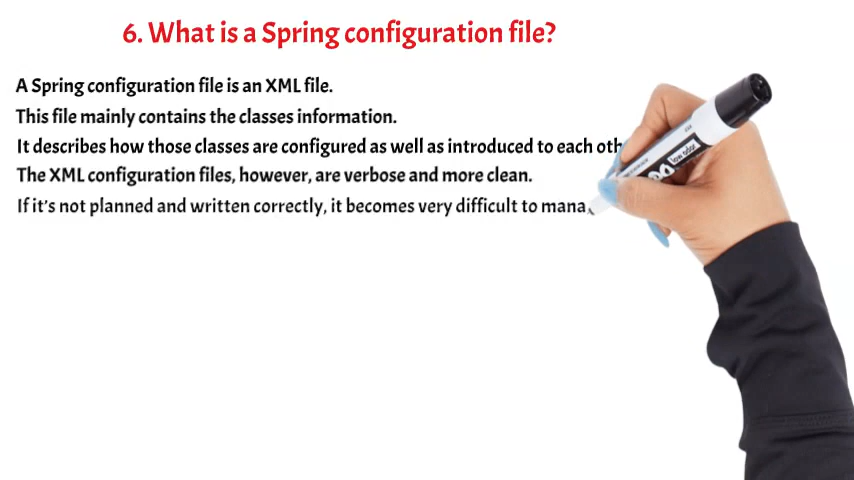 6. What is a Spring configuration file?
A Spring configuration file is an XML file.
This file mainly contains the classes information.
It describes how those classes are configured as well as introduced to each oth
The XML configuration files, however, are verbose and more clean.
If it's not planned and written correctly, it becomes very difficult to mana
low odor